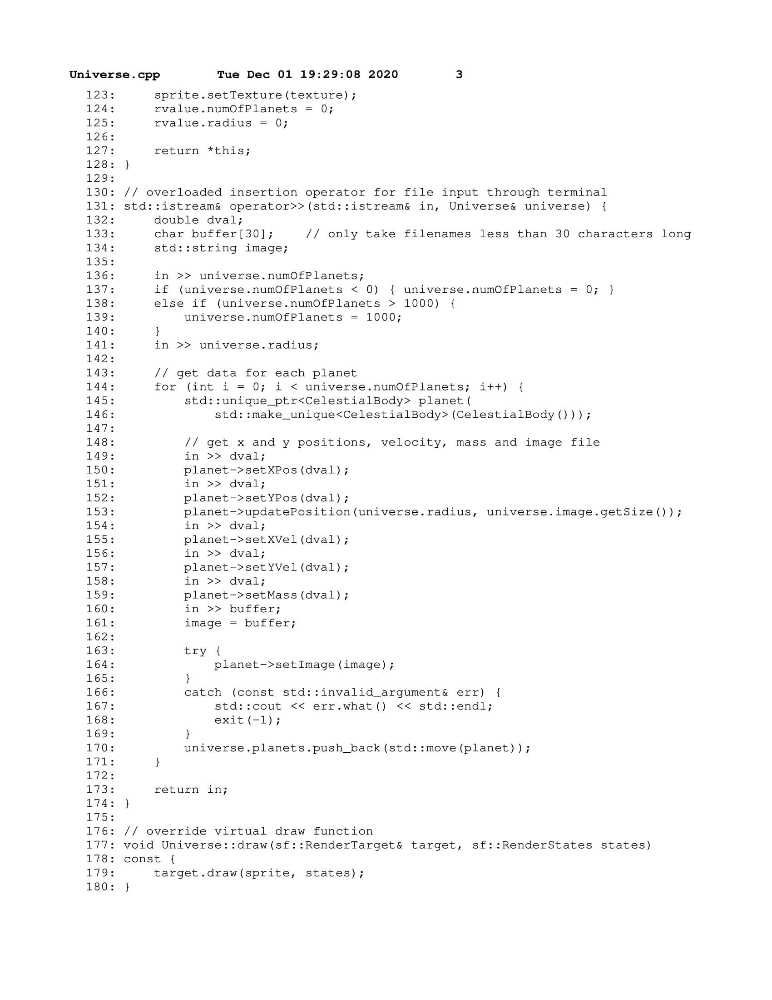 Universe.cpp        Tue Dec 01 19:29:08 2020        3
123:     sprite.setTexture(texture);
124:     rvalue.numOfPlanets = 0;
125:     rvalue.radius = 0;
126:
127:     return *this;
128: }
129:
130: // overloaded insertion operator for file input through terminal
131: std::istream& operator>>(std::istream& in, Universe& universe) {
132:     double dval;
133:     char buffer[30];    // only take filenames less than 30 characters long
134:     std::string image;
135:
136:     in >> universe.numOfPlanets;
137:     if (universe.numOfPlanets < 0) { universe.numOfPlanets = 0; }
138:     else if (universe.numOfPlanets > 1000) {
139:         universe.numOfPlanets = 1000;
140:     }
141:     in >> universe.radius;
142:
143:     // get data for each planet
144:     for (int i = 0; i < universe.numOfPlanets; i++) {
145:         std::unique_ptr<CelestialBody> planet(
146:             std::make_unique<CelestialBody>(CelestialBody()));
147:
148:         // get x and y positions, velocity, mass and image file
149:         in >> dval;
150:         planet->setXPos(dval);
151:         in >> dval;
152:         planet->setYPos(dval);
153:         planet->updatePosition(universe.radius, universe.image.getSize());
154:         in >> dval;
155:         planet->setXVel(dval);
156:         in >> dval;
157:         planet->setYVel(dval);
158:         in >> dval;
159:         planet->setMass(dval);
160:         in >> buffer;
161:         image = buffer;
162:
163:         try {
164:             planet->setImage(image);
165:         }
166:         catch (const std::invalid_argument& err) {
167:             std::cout << err.what() << std::endl;
168:             exit(-1);
169:         }
170:         universe.planets.push_back(std::move(planet));
171:     }
172:
173:     return in;
174: }
175:
176: // override virtual draw function
177: void Universe::draw(sf::RenderTarget& target, sf::RenderStates states)
178: const {
179:     target.draw(sprite, states);
180: }